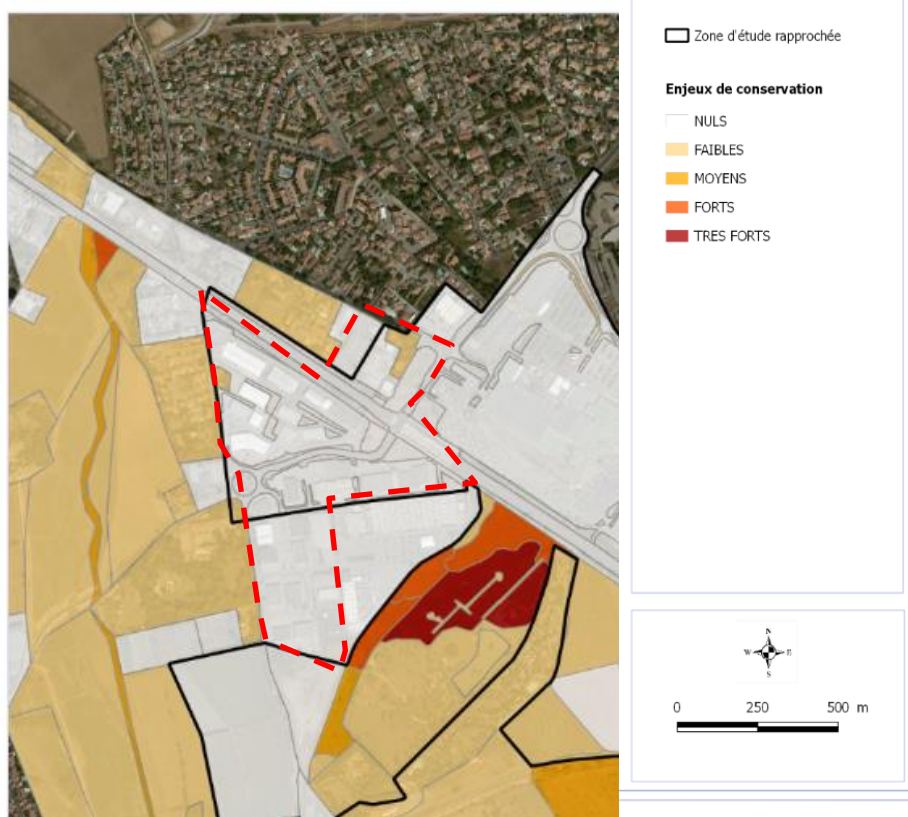 Zone d'étude rapprochée
Enjeux de conservation
NULS
FAIBLES
MOYENS
FORTS
TRES FORTS
N
W E
S
0 250 500 m